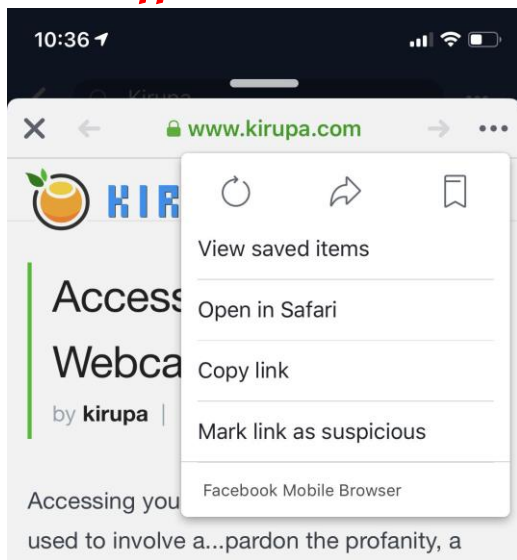 10:36
Kirupa
www.kirupa.com
KIR
View saved items
Access
Open in Safari
Webca
Copy link
by kirupa |
Mark link as suspicious
Facebook Mobile Browser
Accessing you
used to involve a...pardon the profanity, a